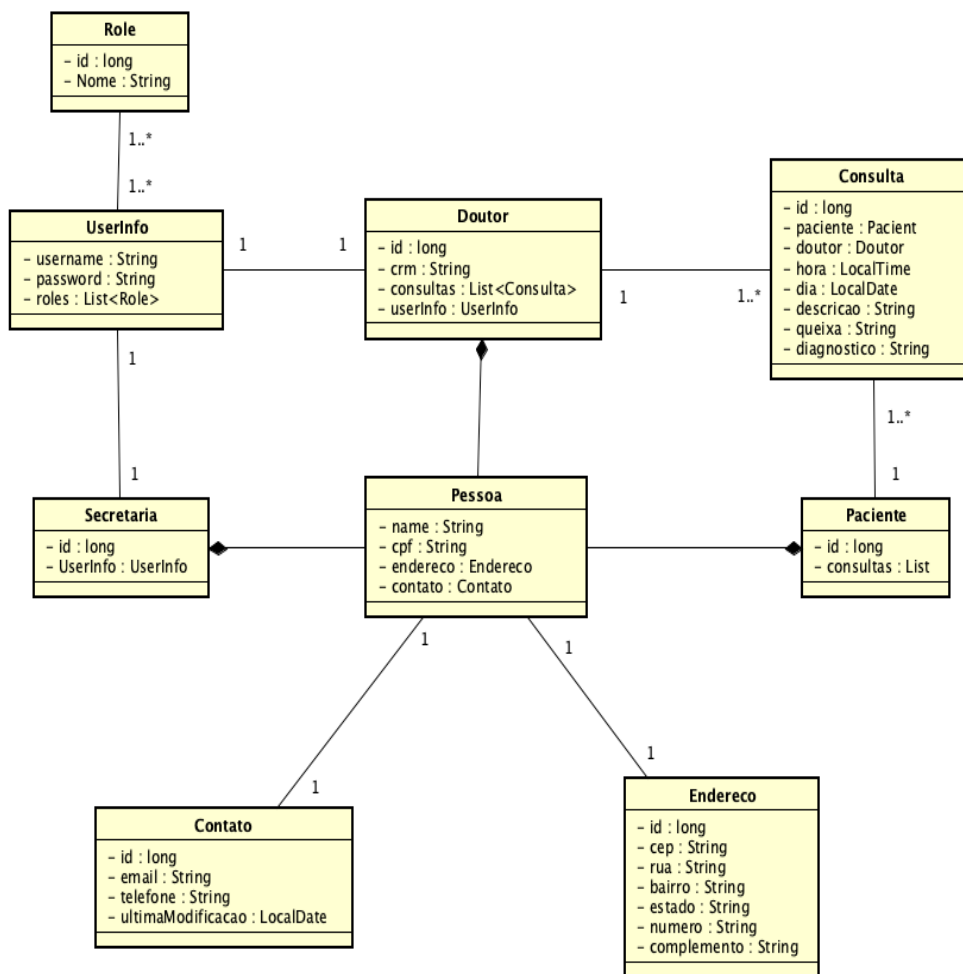 Role
– id : long
– Nome : String
1..*
1..*
UserInfo
– username : String
– password : String
– roles : List<Role>
1
1
Doutor
– id : long
– crm : String
– consultas : List<Consulta>
– userInfo : UserInfo
1
1..*
Consulta
– id : long
– paciente : Pacient
– doutor : Doutor
– hora : LocalTime
– dia : LocalDate
– descricao : String
– queixa : String
– diagnostico : String
1
1
1..*
1
Secretaria
– id : long
– UserInfo : UserInfo
Pessoa
– name : String
– cpf : String
– endereco : Endereco
– contato : Contato
Paciente
– id : long
– consultas : List
1
1
1
1
Contato
– id : long
– email : String
– telefone : String
– ultimaModificacao : LocalDate
Endereco
– id : long
– cep : String
– rua : String
– bairro : String
– estado : String
– numero : String
– complemento : String